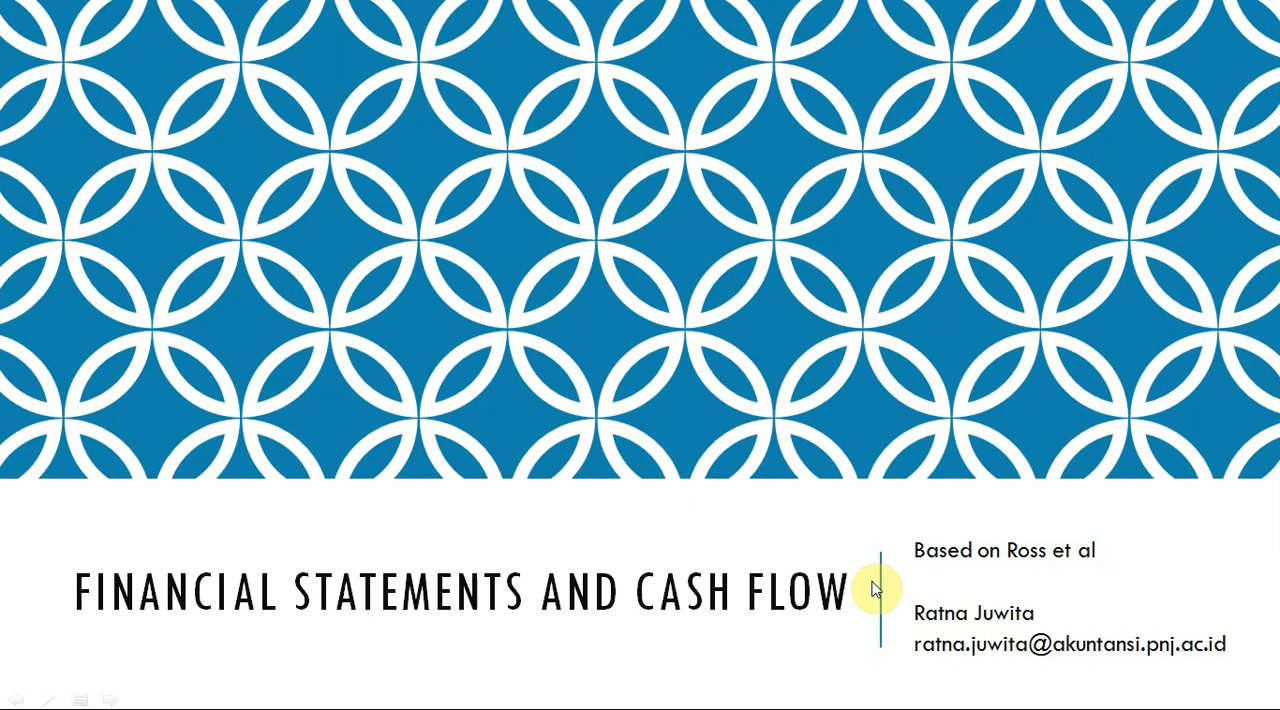 FINANCIAL STATEMENTS AND CASH FLOW
Based on Ross et al
Ratna Juwita
ratna.juwita@akuntansi.pnj.ac.id